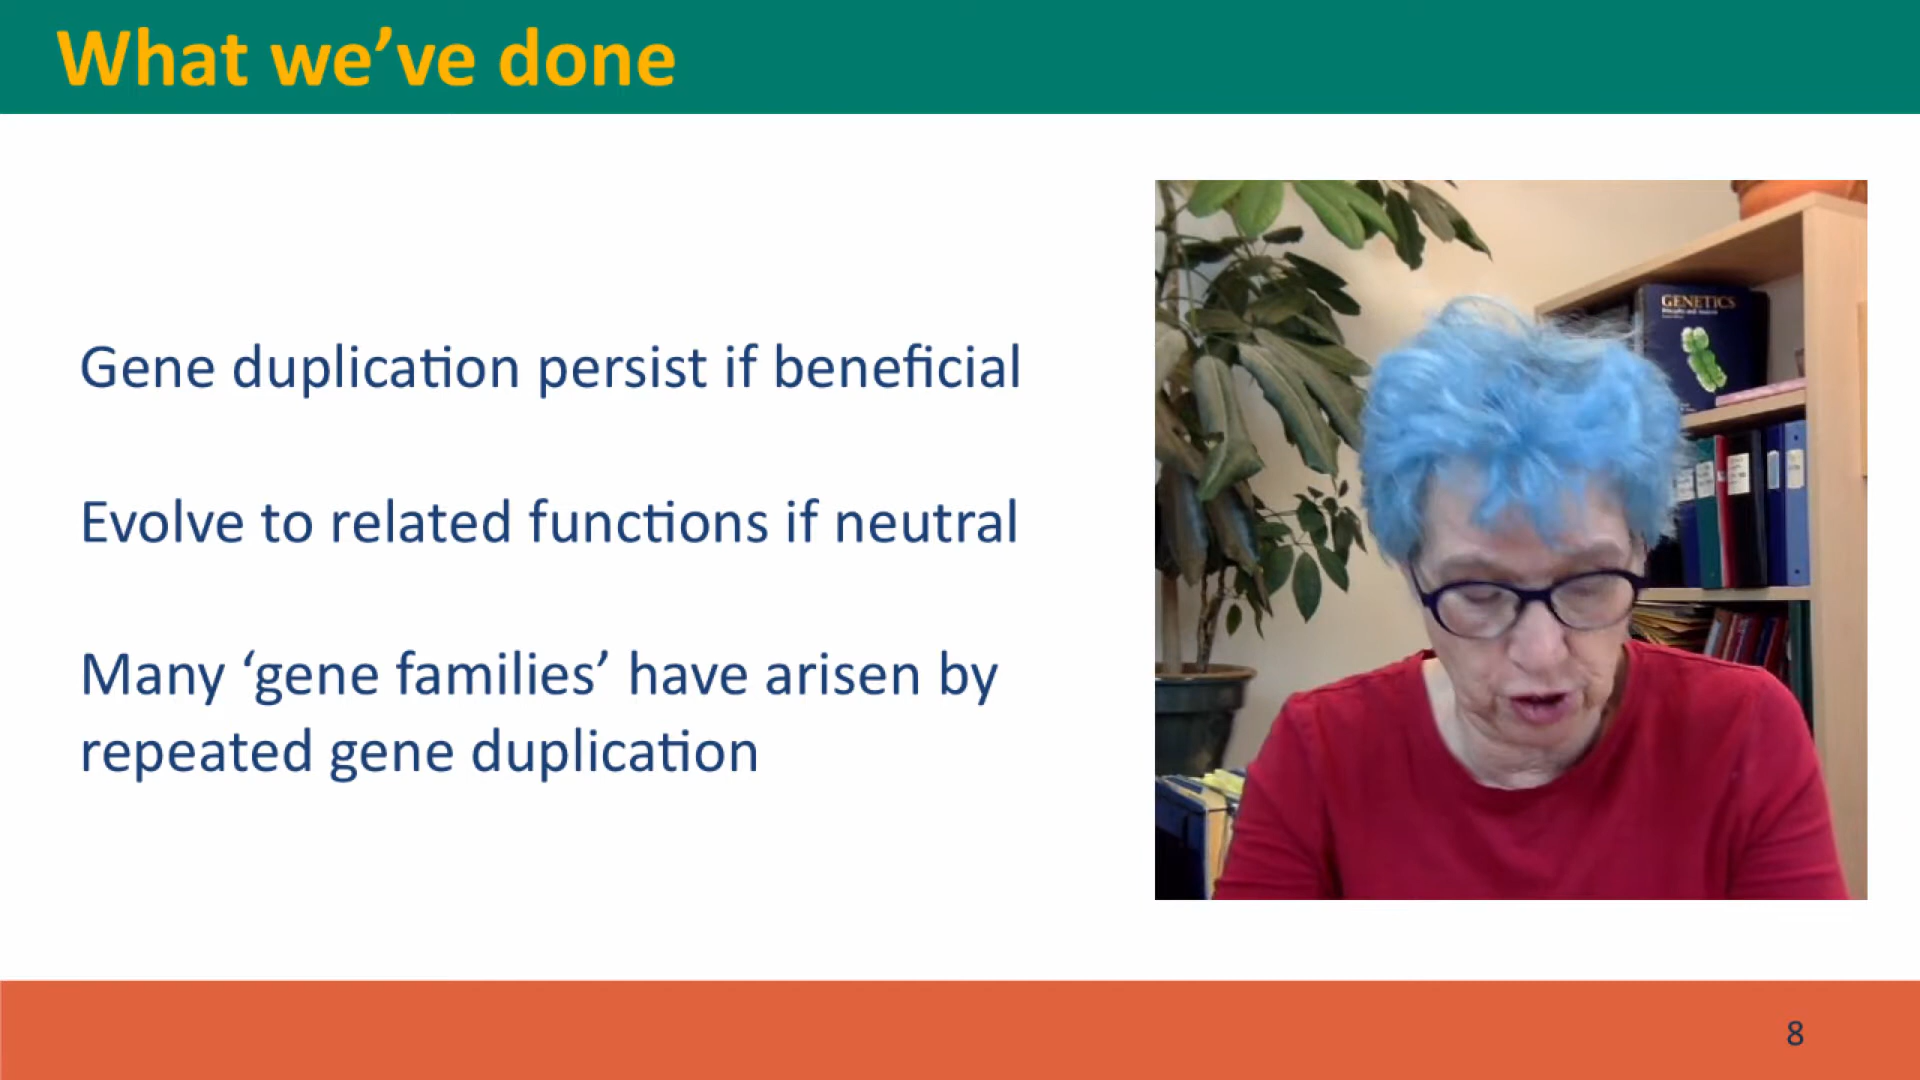 What we’ve done
Gene duplication persist if beneficial
Evolve to related functions if neutral
Many ‘gene families’ have arisen by
repeated gene duplication
GENETICS
8